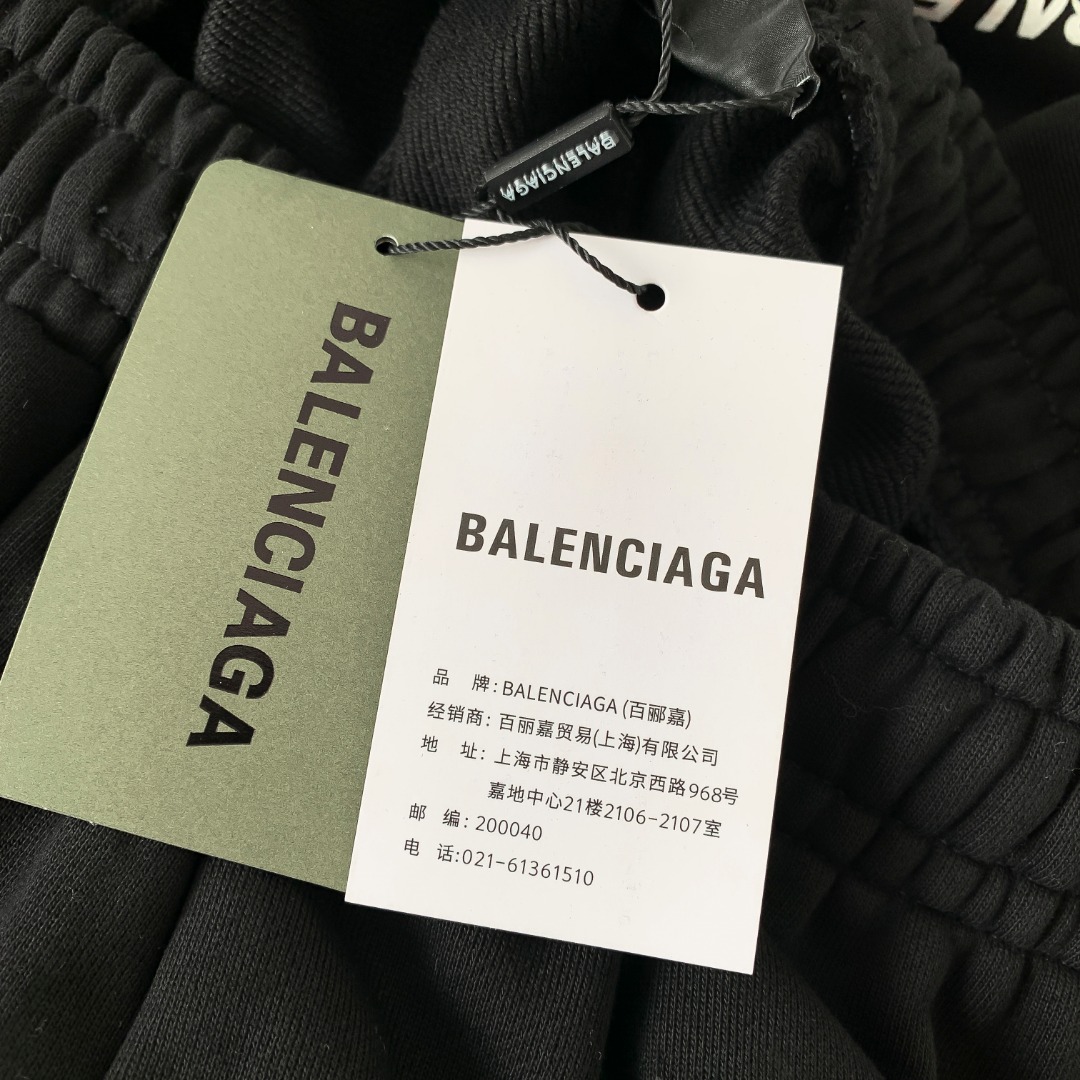 BALENCIAGA
BALENCIAGA
BALENCIAGA
品 牌:BALENCIAGA (百郦嘉)
经销商: 百丽嘉贸易(上海)有限公司
地 址: 上海市静安区北京西路968号
嘉地中心21楼2106-2107室
邮 编: 200040
电 话:021-61361510